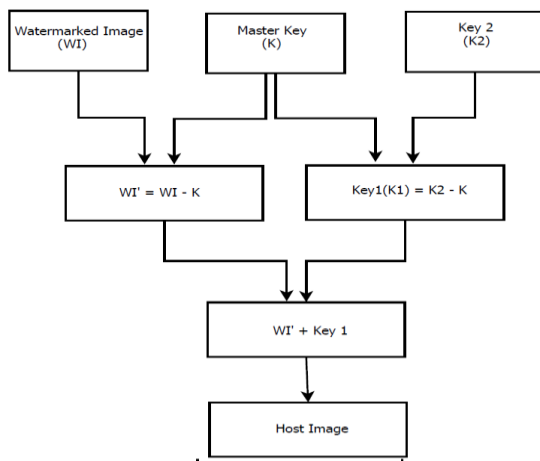 Watermarked Image
(WI)
Master Key
(K)
Key 2
(K2)
WI' = WI - K
Key1(K1) = K2 - K
WI' + Key 1
Host Image